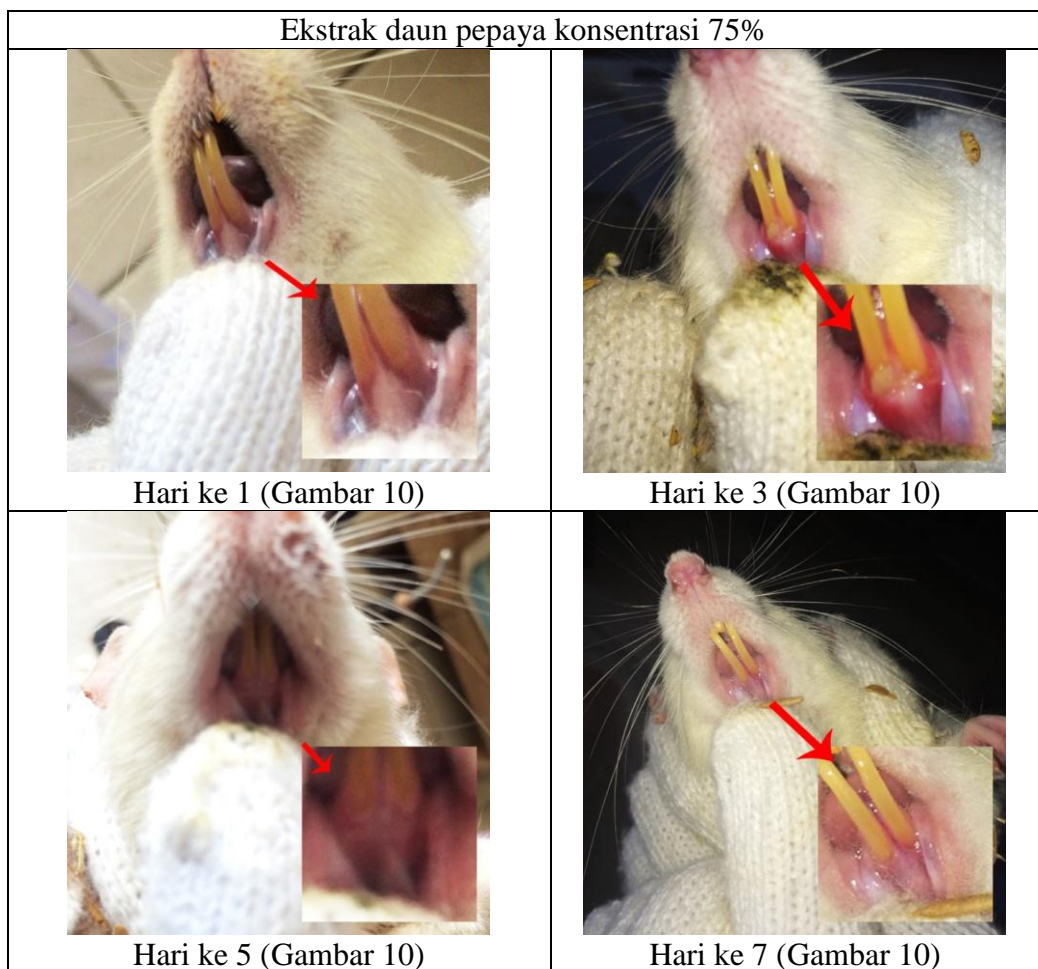 Ekstrak daun pepaya konsentrasi 75%
Hari ke 1 (Gambar 10)
Hari ke 3 (Gambar 10)
Hari ke 5 (Gambar 10)
Hari ke 7 (Gambar 10)